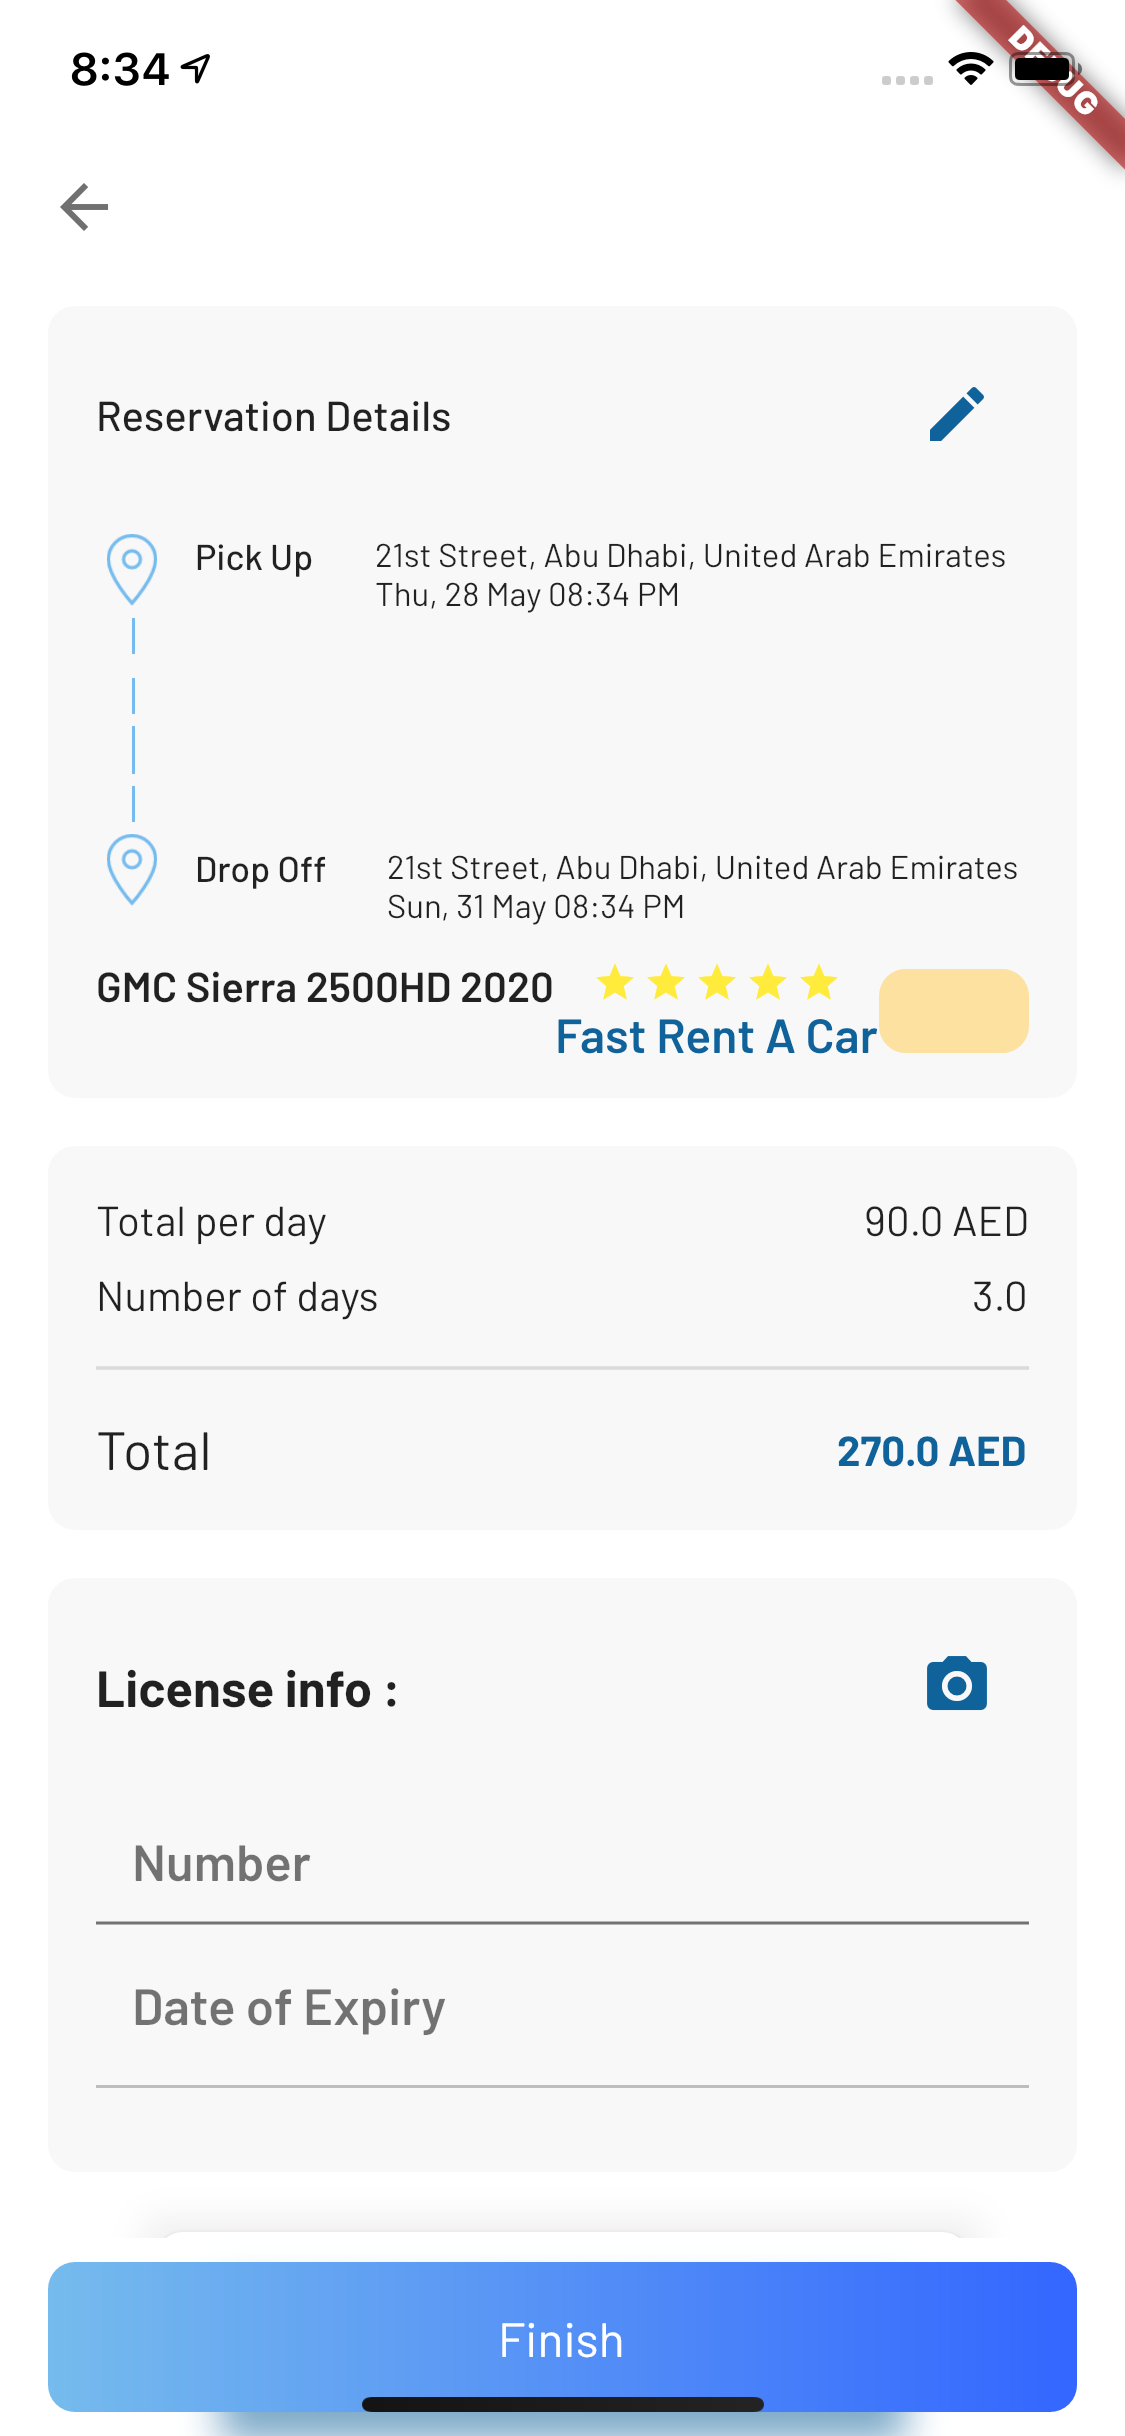 8:34
DEBUG
Reservation Details
Pick Up
21st Street, Abu Dhabi, United Arab Emirates
Thu, 28 May 08:34 PM
Drop Off
21st Street, Abu Dhabi, United Arab Emirates
Sun, 31 May 08:34 PM
GMC Sierra 2500HD 2020
Fast Rent A Car
Total per day 90.0 AED
Number of days 3.0
Total 270.0 AED
License info :
Number
Date of Expiry
Finish